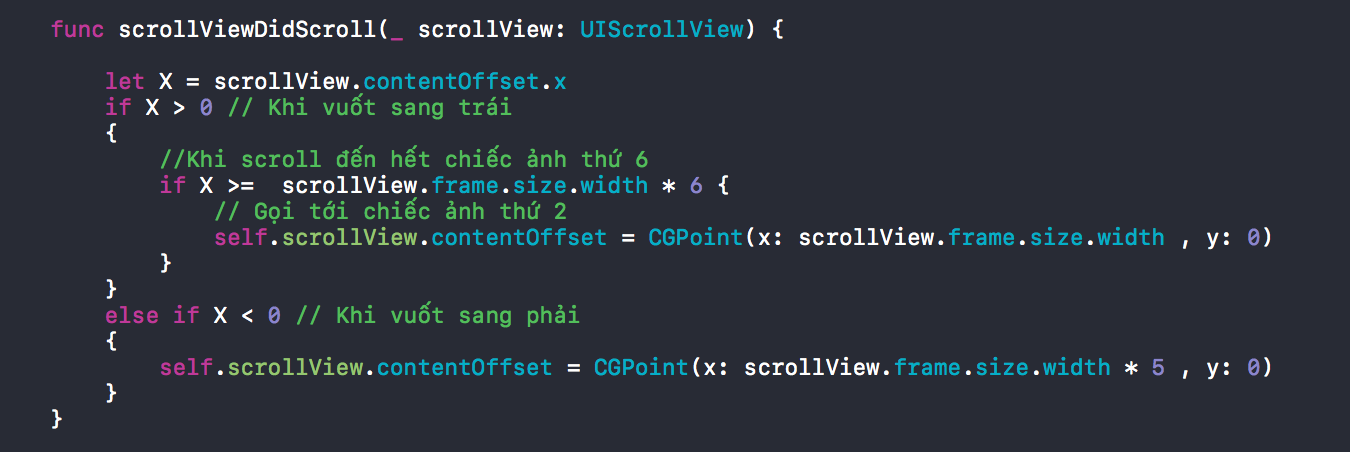 func scrollViewDidScroll(_ scrollView: UIScrollView) {
let X = scrollView.contentOffset.x
if X > 0 // Khi vuốt sang trái
{
//Khi scroll đến hết chiếc ảnh thứ 6
if X >=  scrollView.frame.size.width * 6 {
// Gọi tới chiếc ảnh thứ 2
self.scrollView.contentOffset = CGPoint(x: scrollView.frame.size.width , y: 0)
}
}
else if X < 0 // Khi vuốt sang phải
{
self.scrollView.contentOffset = CGPoint(x: scrollView.frame.size.width * 5 , y: 0)
}
}